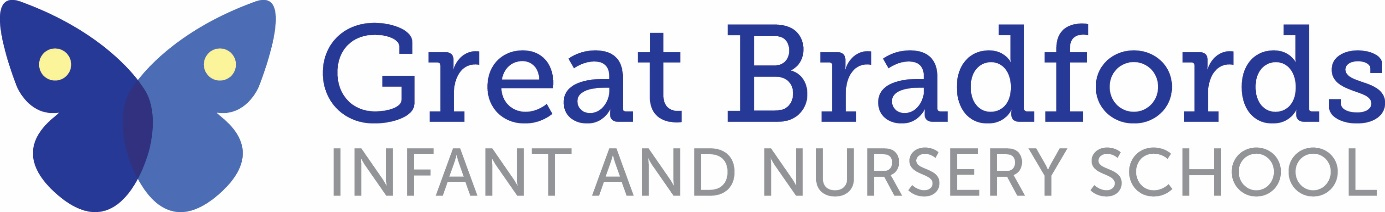 Great Bradfords
INFANT AND NURSERY SCHOOL